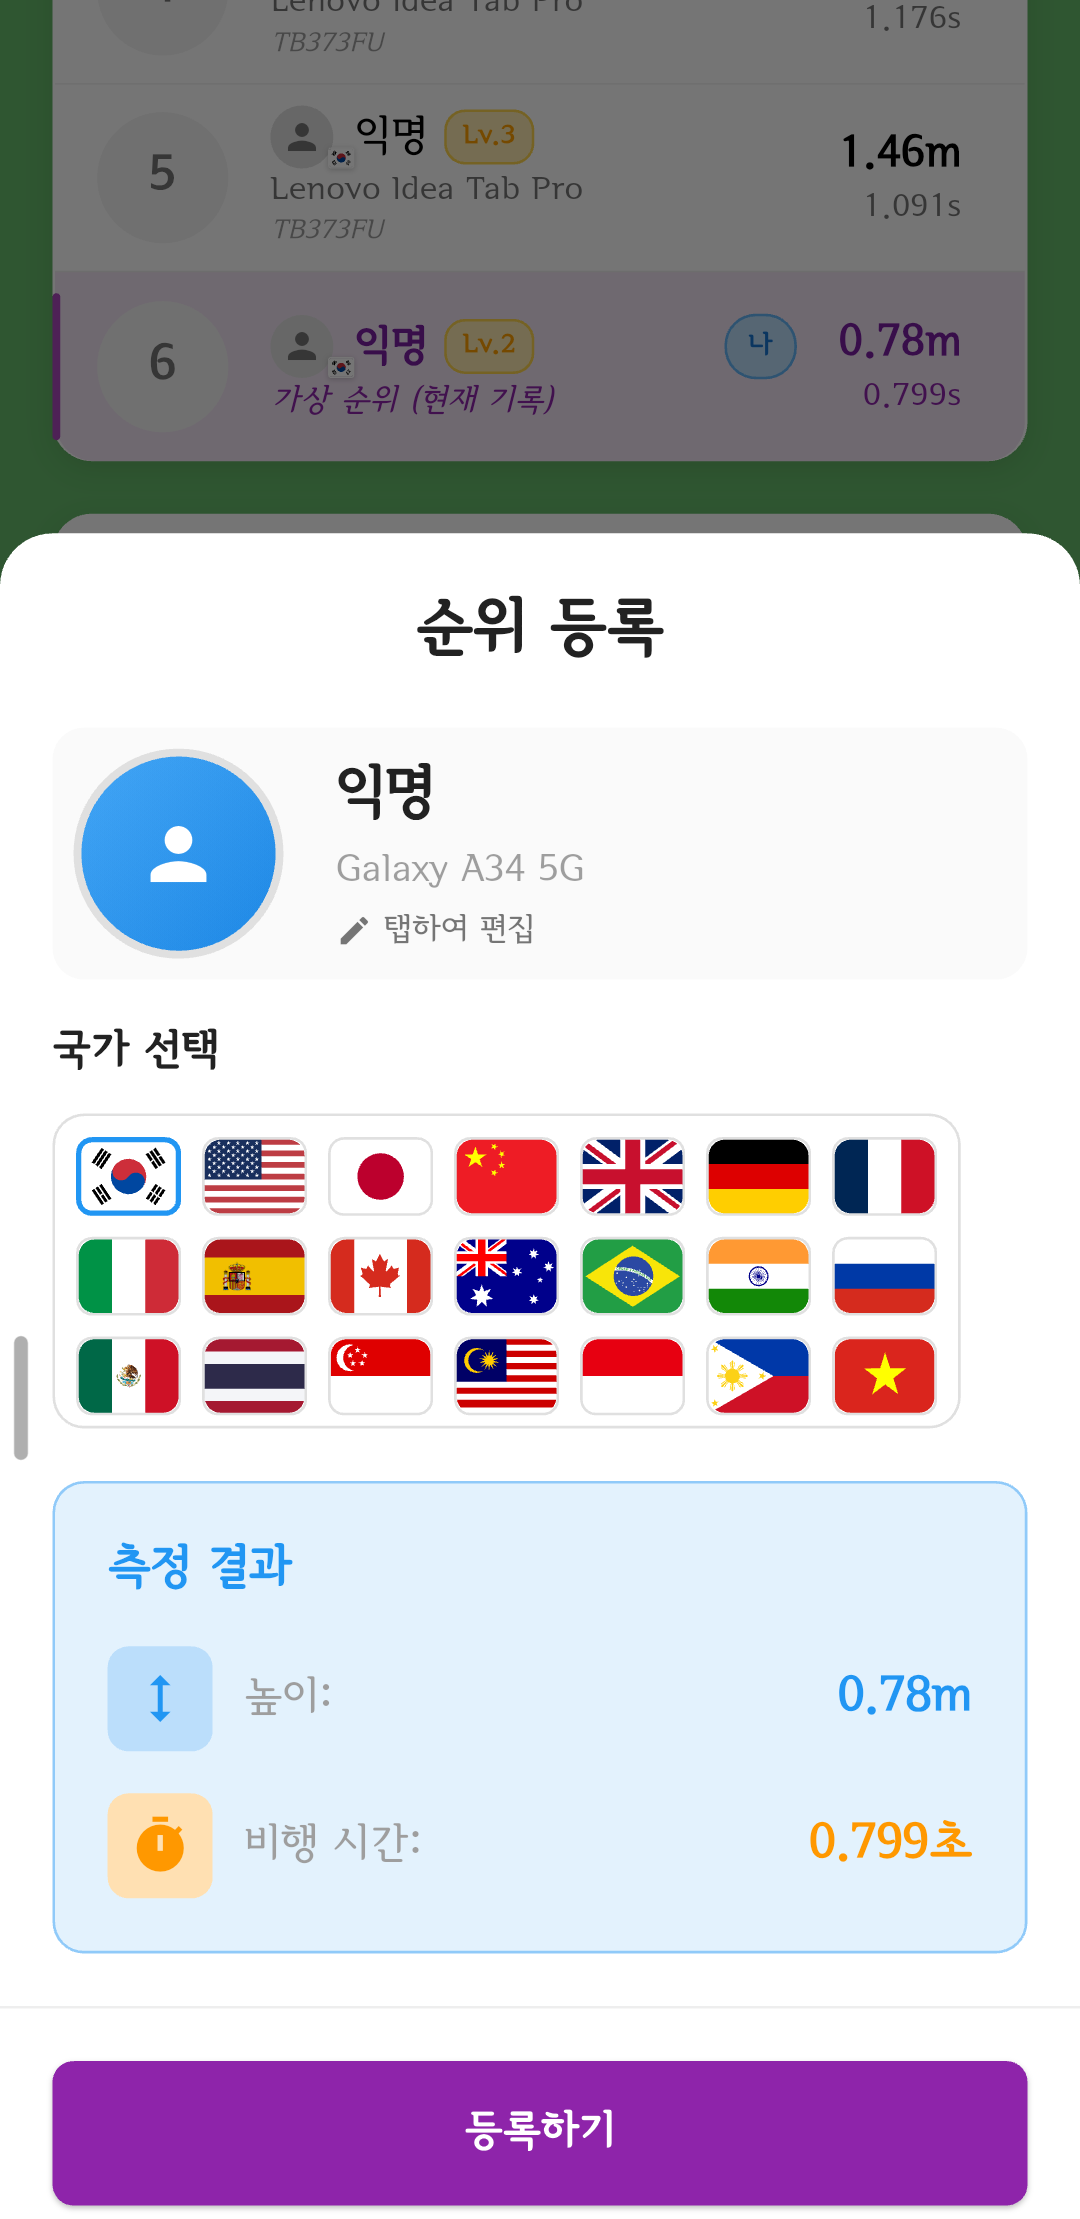 Lenovo Idea Tab Pro
1.176s
TB373FU
5
익명 Lv.3
1.46m
Lenovo Idea Tab Pro
1.091s
TB373FU
6
익명 Lv.2
나
0.78m
가상 순위 (현재 기록)
0.799s
순위 등록
익명
Galaxy A34 5G
탭하여 편집
국가 선택
측정 결과
높이:
0.78m
비행 시간:
0.799초
등록하기